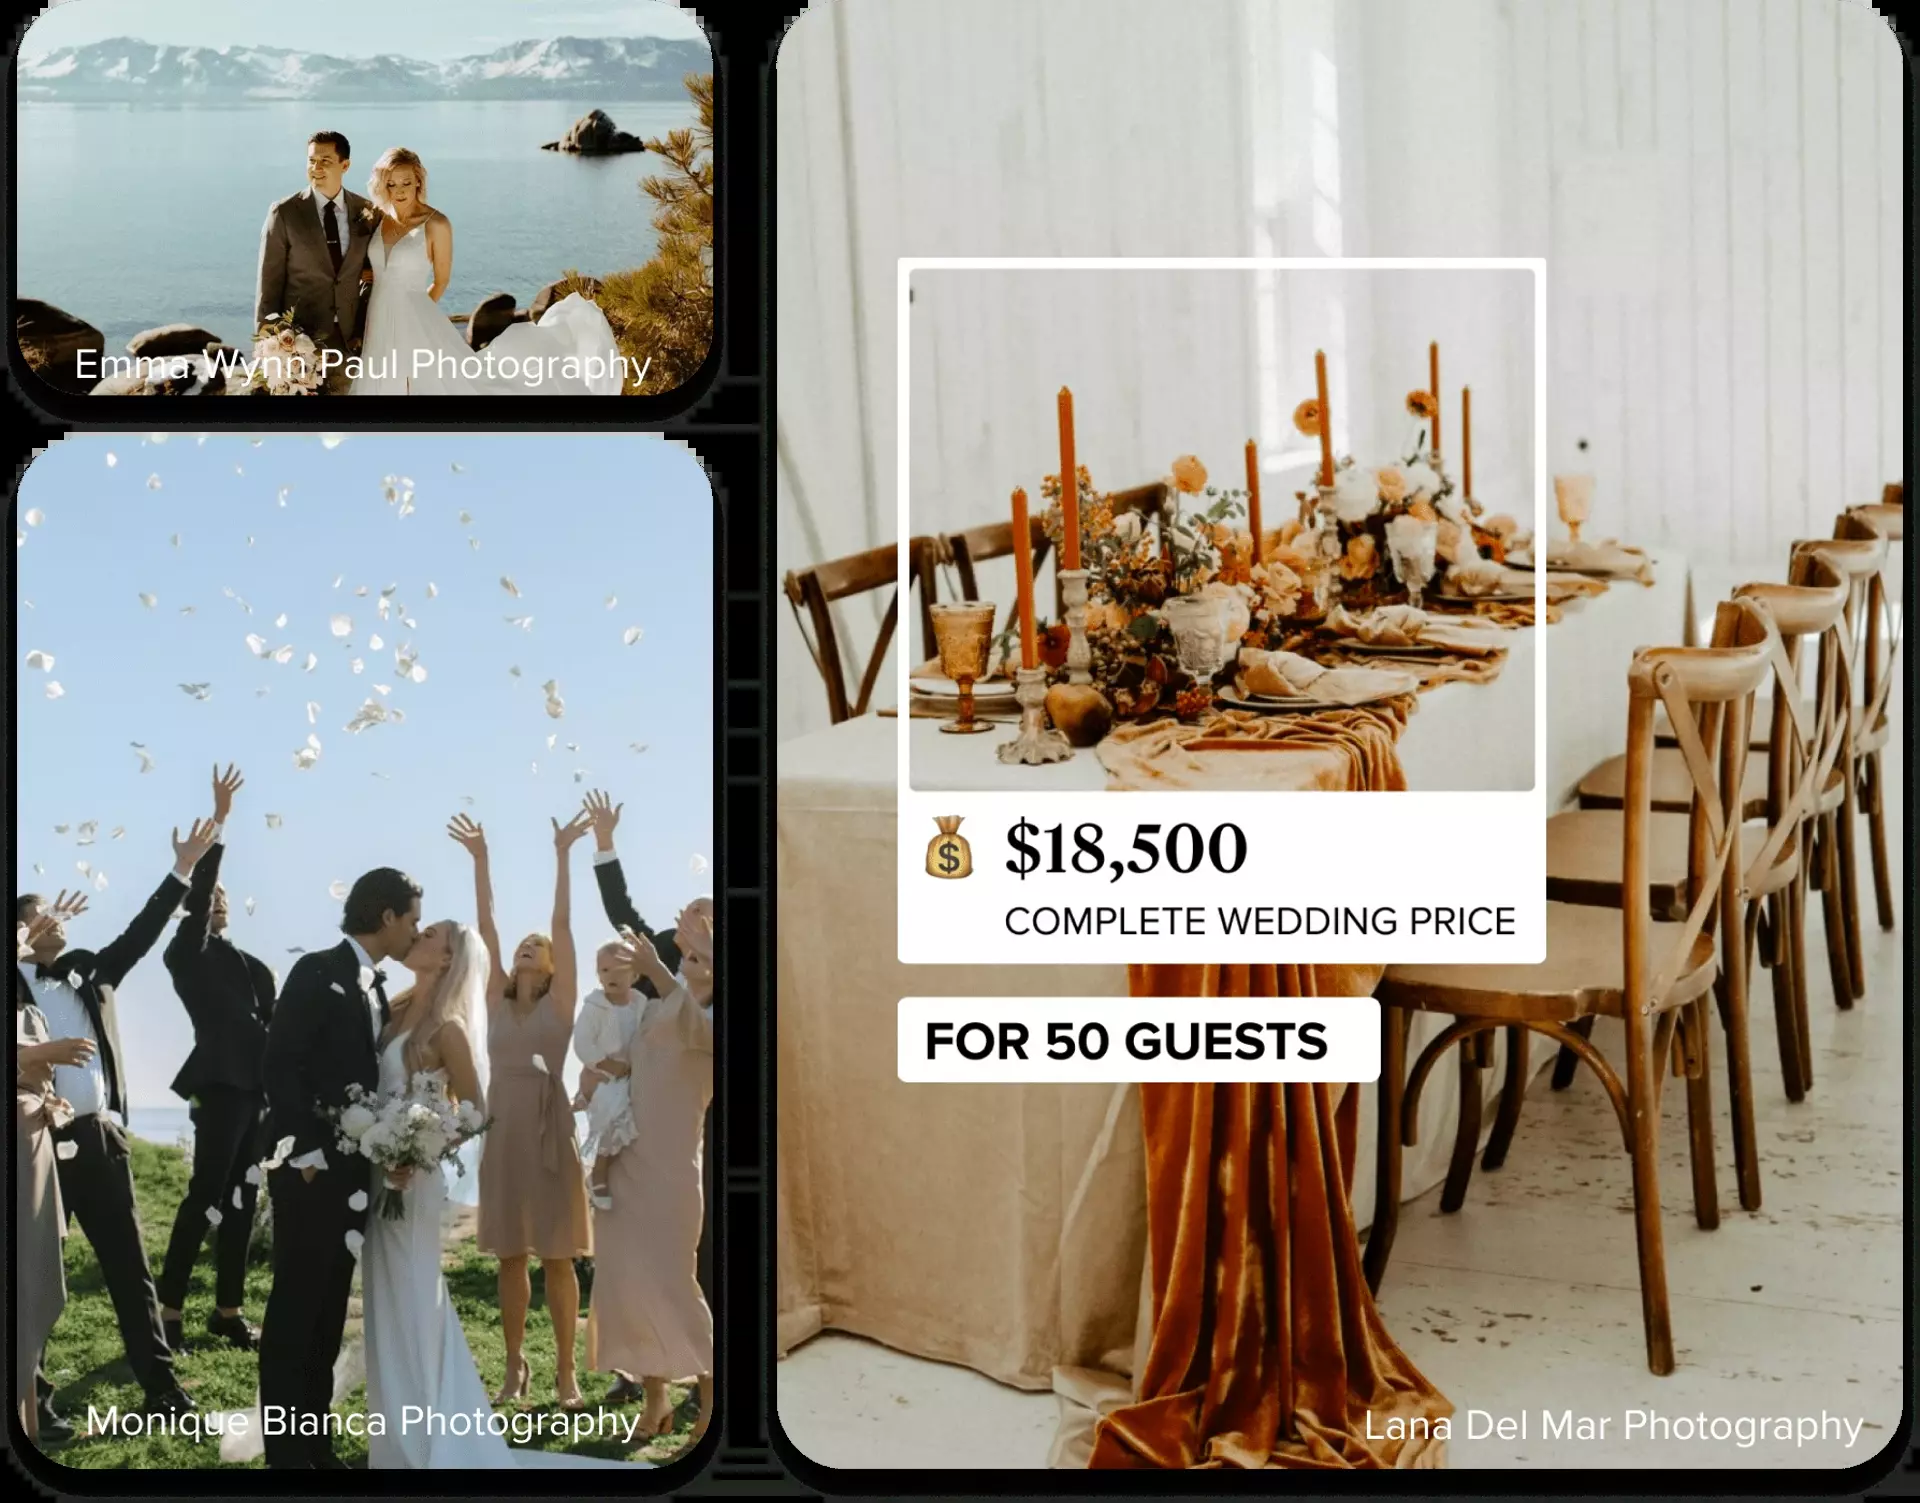 Emma Wynn Paul Photography
Monique Bianca Photography
$18,500
COMPLETE WEDDING PRICE
FOR 50 GUESTS
Lana Del Mar Photography